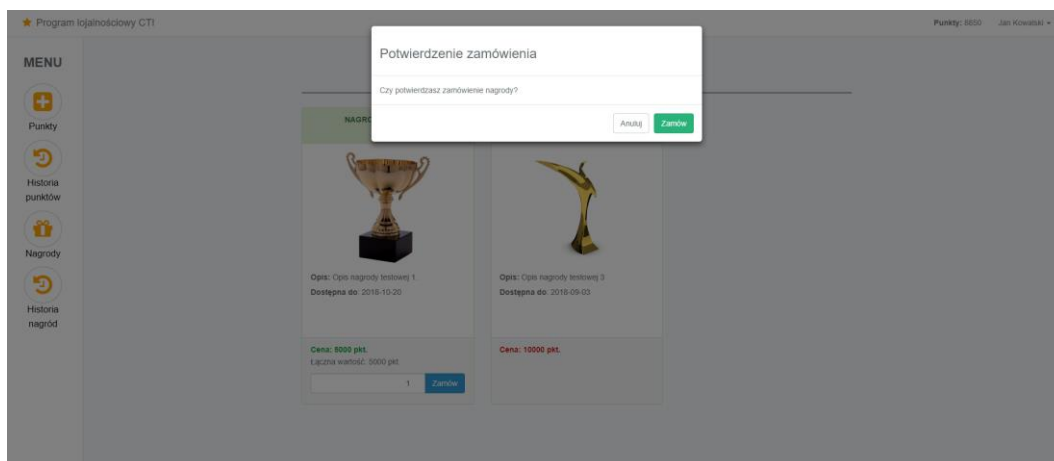 Program lojalnościowy CTI
Punkty: 6650
Jan Kowalski
MENU
Punkty
Historia
punktów
Nagrody
Historia
nagród
Potwierdzenie zamówienia
Czy potwierdzasz zamówienie nagrody?
Anuluj
Zamów
Opis: Opis nagrody testowej 1
Dostępna do: 2018-10-20
Cena: 5000 pkt.
Łączna wartość: 5000 pkt.
1
Zamów
Opis: Opis nagrody testowej 3
Dostępna do: 2018-09-03
Cena: 10000 pkt.